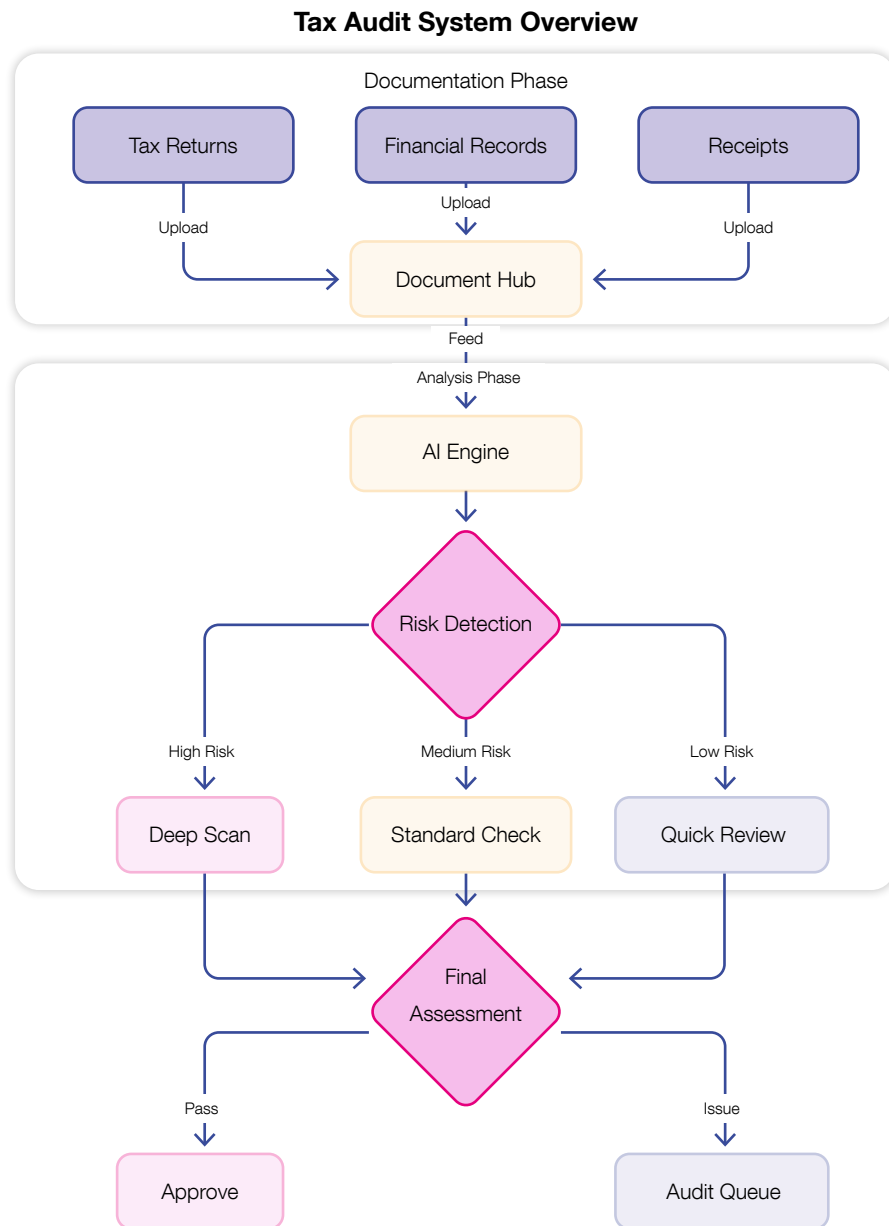 Tax Audit System Overview
Documentation Phase
Tax Returns
Financial Records
Receipts
Upload
Upload
Upload
Document Hub
Feed
Analysis Phase
AI Engine
Risk Detection
High Risk
Medium Risk
Low Risk
Deep Scan
Standard Check
Quick Review
Final
Assessment
Pass
Issue
Approve
Audit Queue